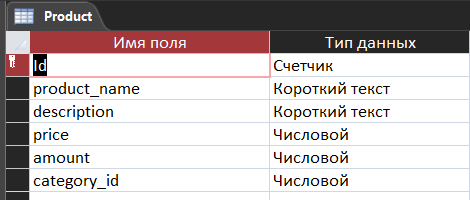 Product
Имя поля Тип данных
Id Счетчик
product_name Короткий текст
description Короткий текст
price Числовой
amount Числовой
category_id Числовой